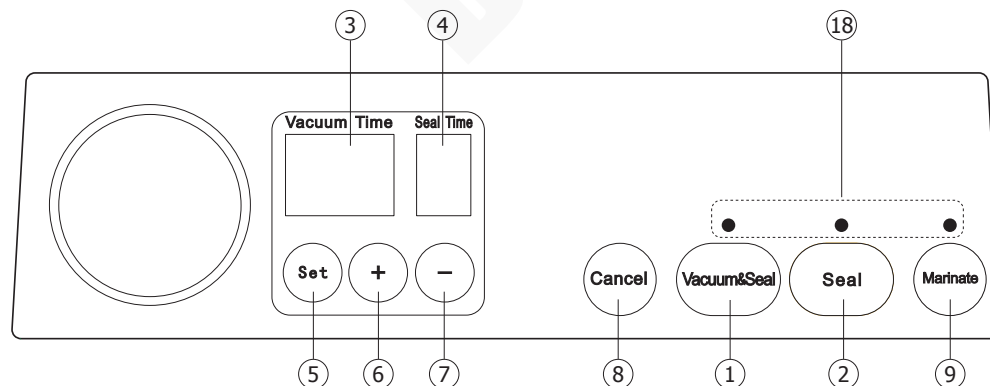 3 4 18
Vacuum Time Seal Time
Set + −
Cancel Vacuum&Seal Seal Marinate
5 6 7 8 1 2 9